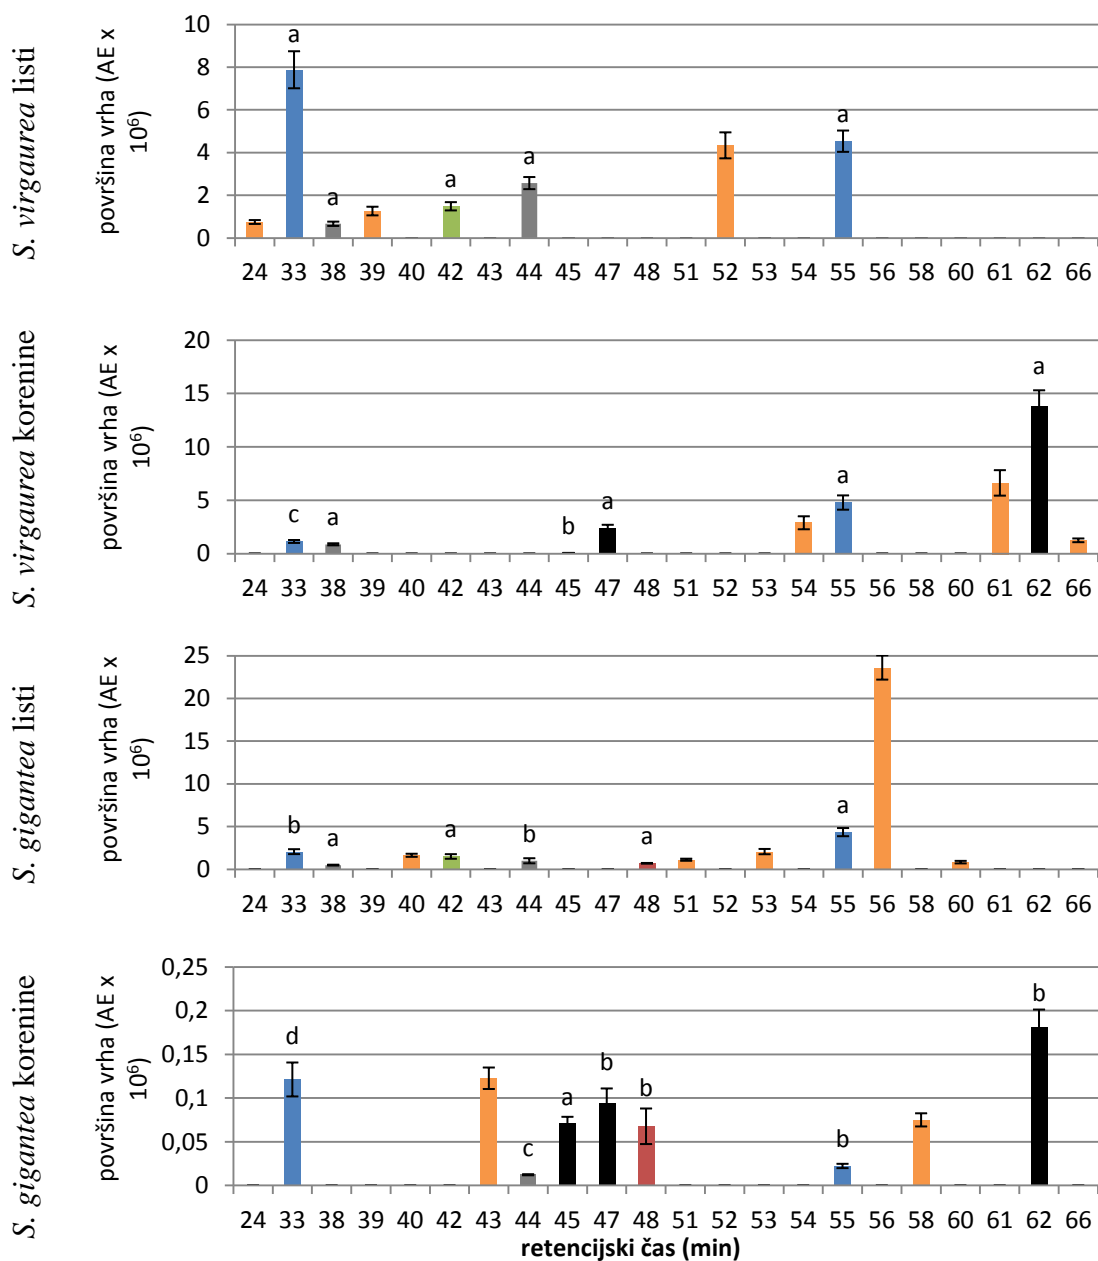 S. virgaurea listi
površina vrha (AE x
10⁶)
10
8
6
4
2
0
a
a
a
a
a
24 33 38 39 40 42 43 44 45 47 48 51 52 53 54 55 56 58 60 61 62 66
S. virgaurea korenine
površina vrha (AE x
10⁶)
20
15
10
5
0
c
a
b
a
a
a
24 33 38 39 40 42 43 44 45 47 48 51 52 53 54 55 56 58 60 61 62 66
S. gigantea listi
površina vrha (AE x
10⁶)
25
20
15
10
5
0
b
a
a
b
a
a
24 33 38 39 40 42 43 44 45 47 48 51 52 53 54 55 56 58 60 61 62 66
S. gigantea korenine
površina vrha (AE x
10⁶)
0,25
0,2
0,15
0,1
0,05
0
d
c
a
b
b
b
b
24 33 38 39 40 42 43 44 45 47 48 51 52 53 54 55 56 58 60 61 62 66
retencijski čas (min)